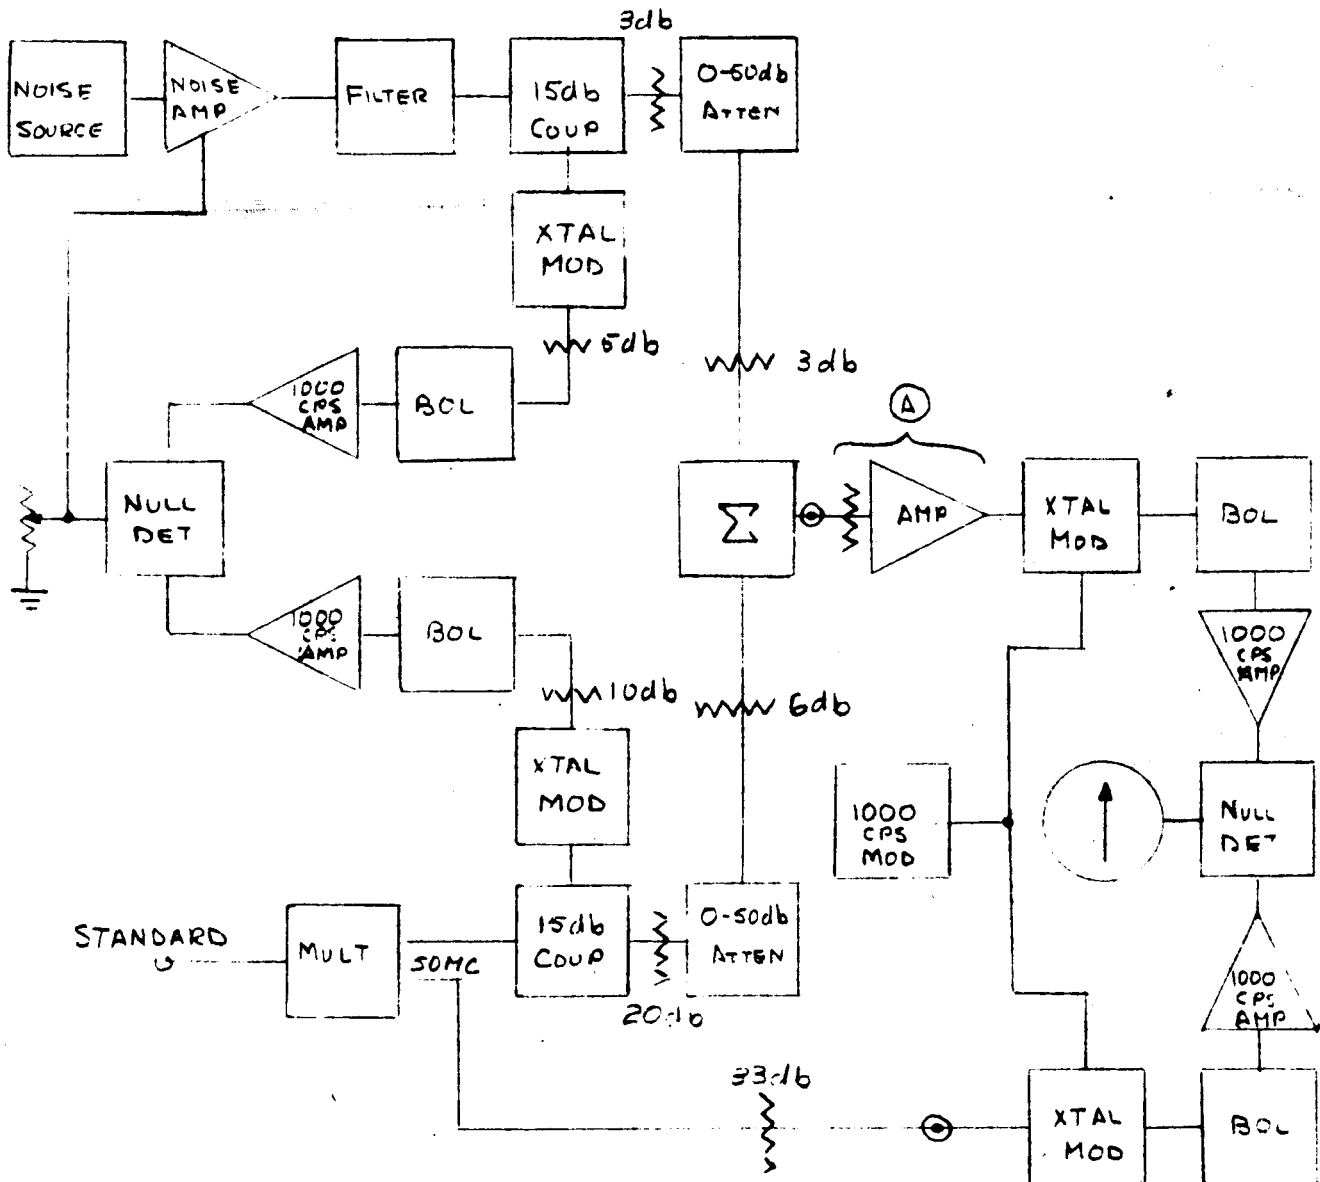 3db
NOISE
SOURCE
NOISE
AMP
FILTER
15db
COUP
0-50db
ATTEN
XTAL
MOD
5db
3db
1000
CPS
AMP
BOL
A
NULL
DET
Σ
AMP
XTAL
MOD
BOL
1000
CPS
AMP
BOL
1000
CPS
AMP
10db
6db
XTAL
MOD
1000
CPS
MOD
NULL
DET
STANDARD
MULT
50MC
15db
COUP
0-50db
ATTEN
20db
1000
CPS
AMP
33db
XTAL
MOD
BOL